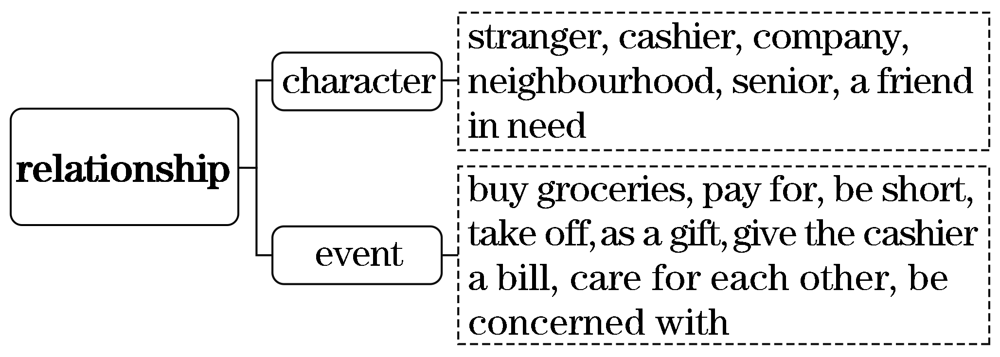 relationship
character
stranger, cashier, company,
neighbourhood, senior, a friend
in need
event
buy groceries, pay for, be short,
take off, as a gift, give the cashier
a bill, care for each other, be
concerned with